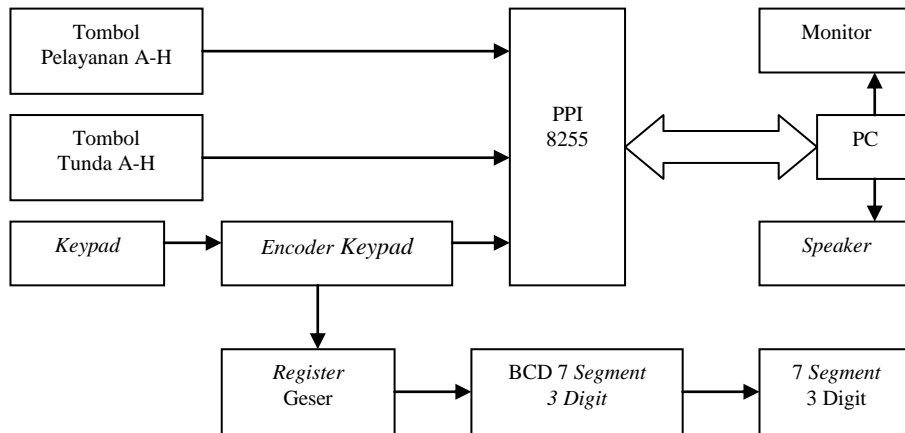 Tombol
Pelayanan A-H
PPI
8255
Monitor
Tombol
Tunda A-H
PC
Keypad
Encoder Keypad
Speaker
Register
Geser
BCD 7 Segment
3 Digit
7 Segment
3 Digit